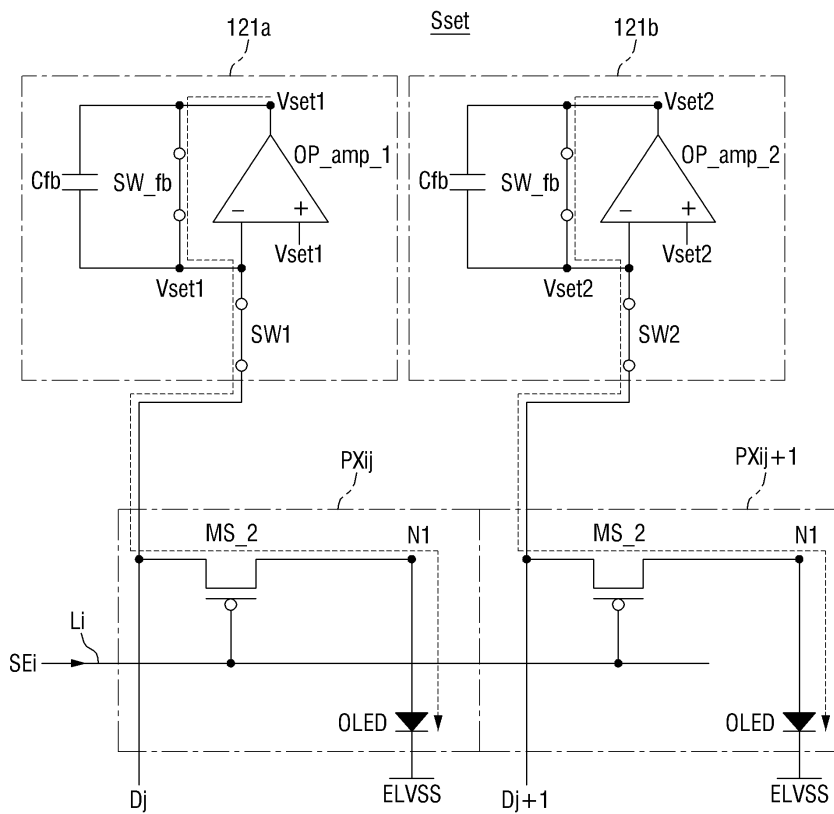 Sset
121a
121b
Vset1
Vset2
OP_amp_1
OP_amp_2
Cfb
SW_fb
Cfb
SW_fb
− +
− +
Vset1
Vset2
Vset1
Vset2
SW1
SW2
PXij
PXij+1
MS_2
N1
MS_2
N1
Li
SEi
OLED
OLED
Dj
ELVSS
Dj+1
ELVSS